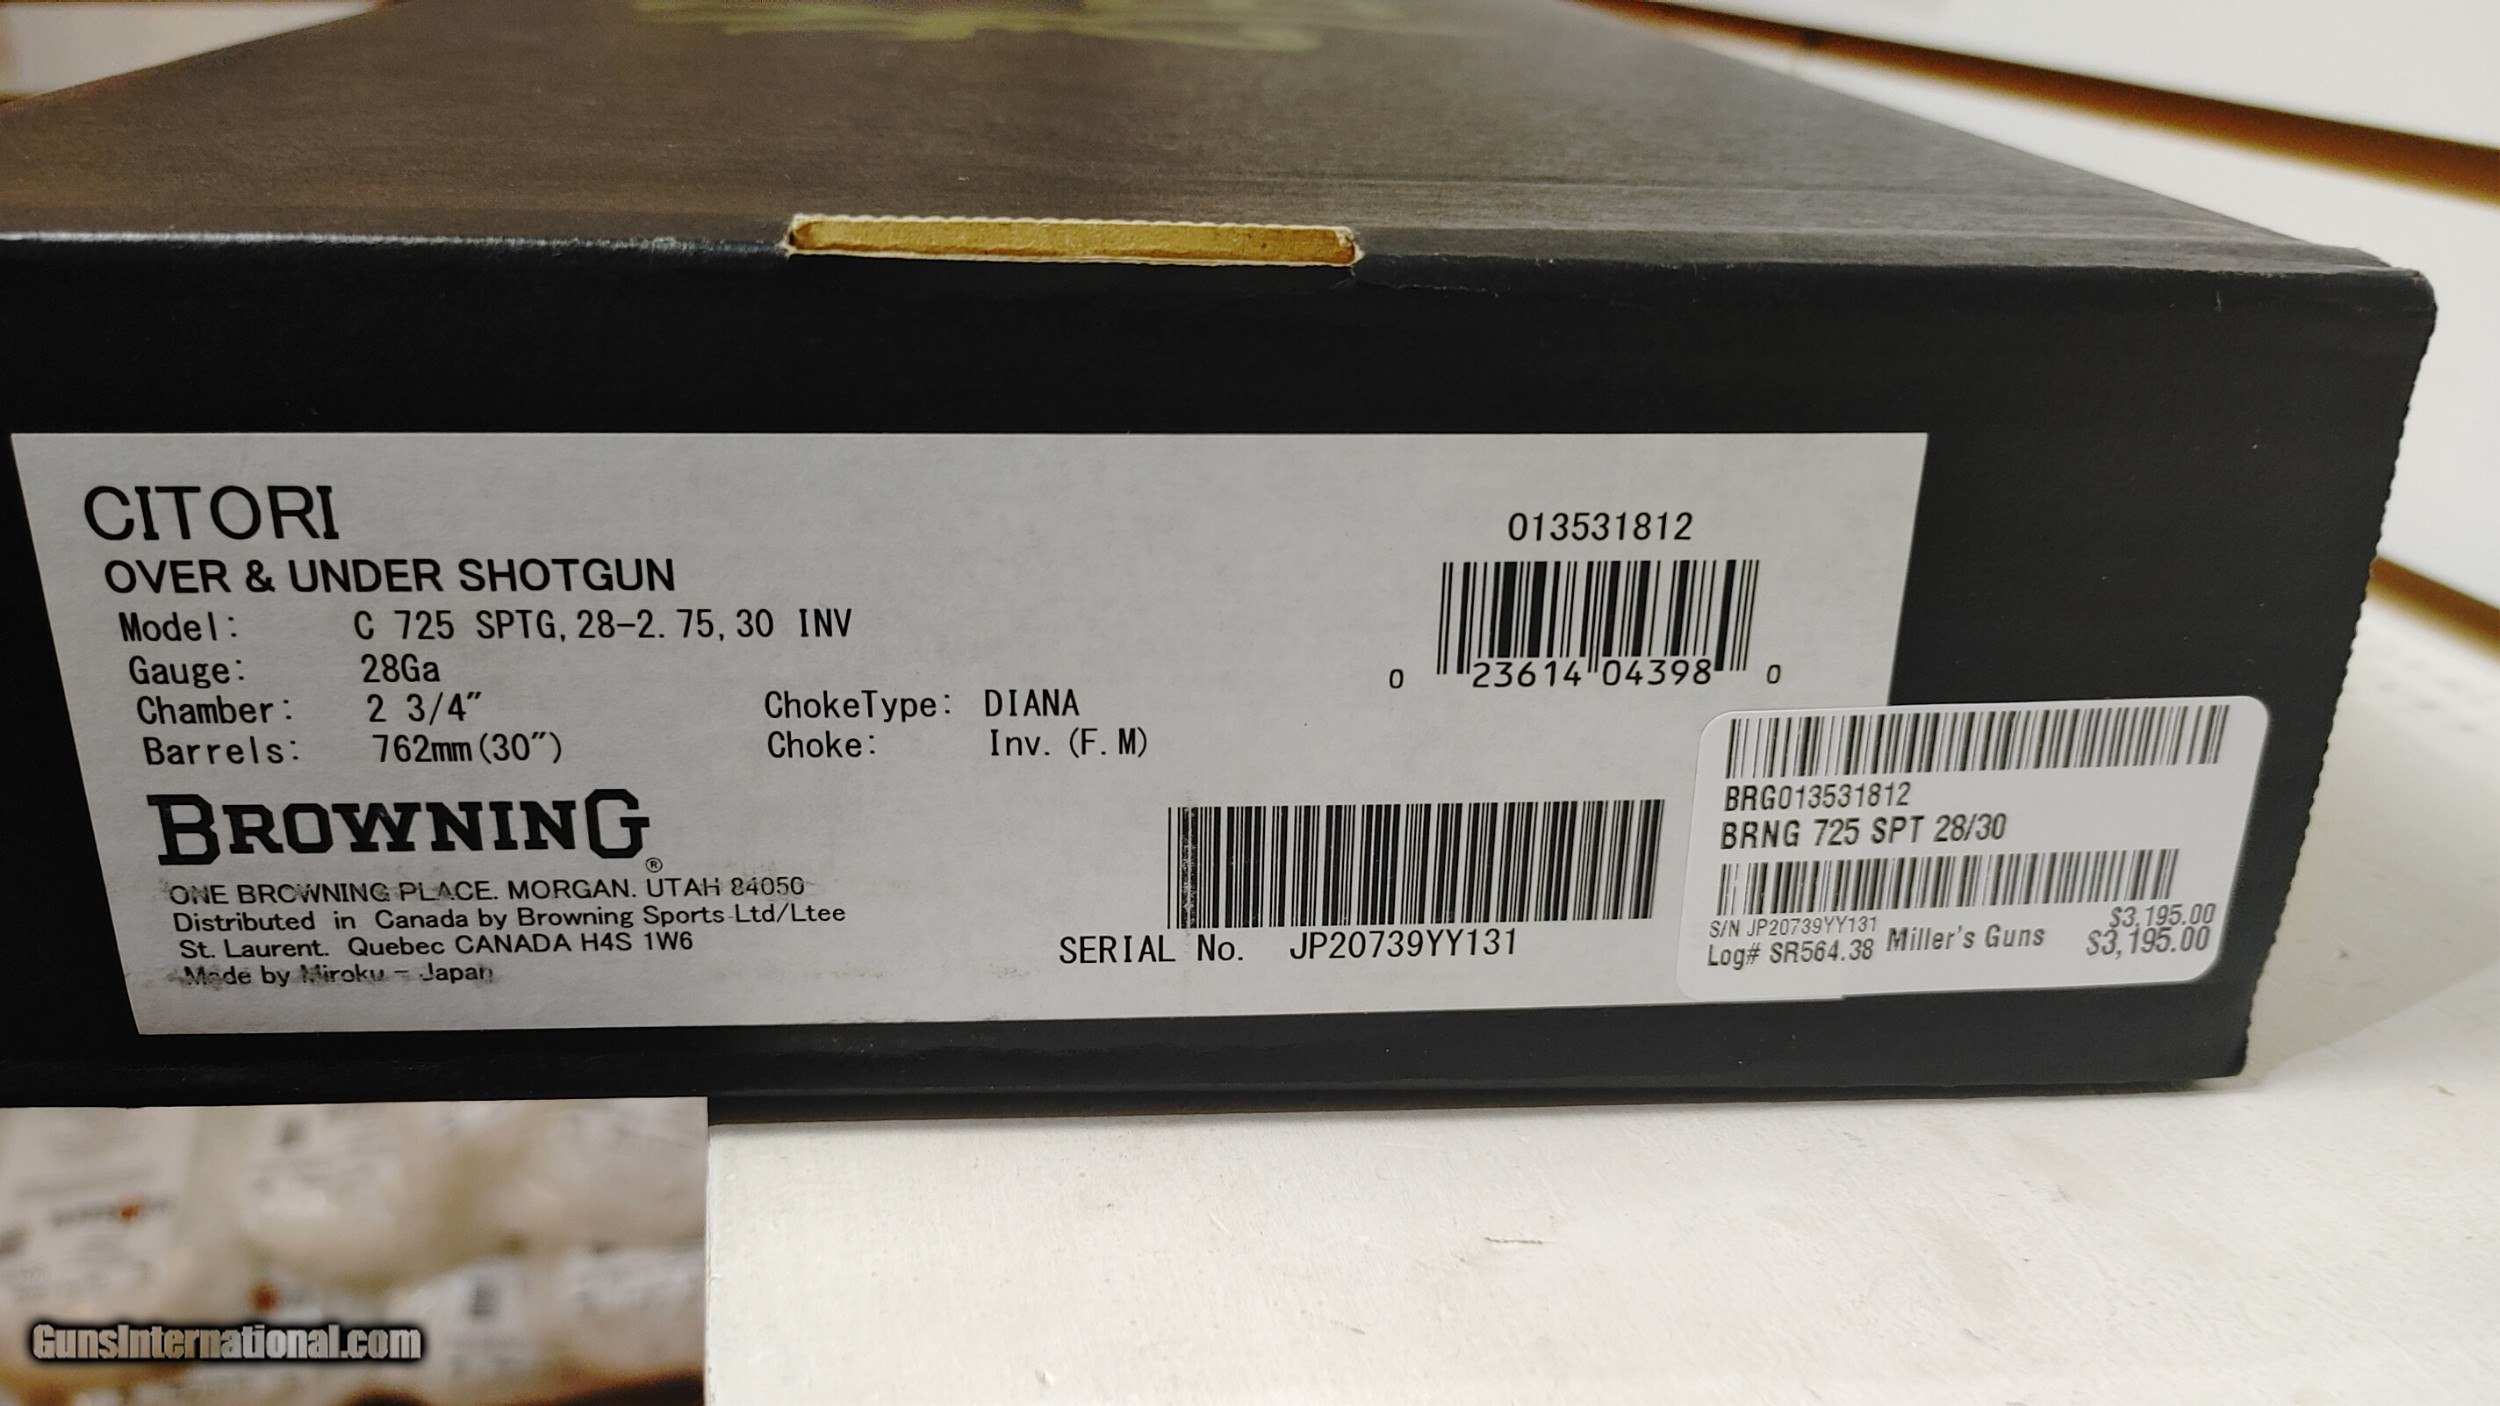 CITORI
OVER & UNDER SHOTGUN
Model: C 725 SPTG, 28-2.75, 30 INV
Gauge: 28Ga
Chamber: 2 3/4" ChokeType: DIANA
Barrels: 762mm(30") Choke: Inv. (F. M)
BROWNING®
ONE BROWNING PLACE. MORGAN. UTAH 84050
Distributed in Canada by Browning Sports Ltd/Ltee
St. Laurent. Quebec CANADA H4S 1W6
Made by Miroku - Japan
013531812
0 23614 04398 0
SERIAL No. JP20739YY131
BRG013531812
BRNG 725 SPT 28/30
S/N JP20739YY131 $3,195.00
Log# SR564.38 Miller's Guns $3,195.00
GunsInternational.com